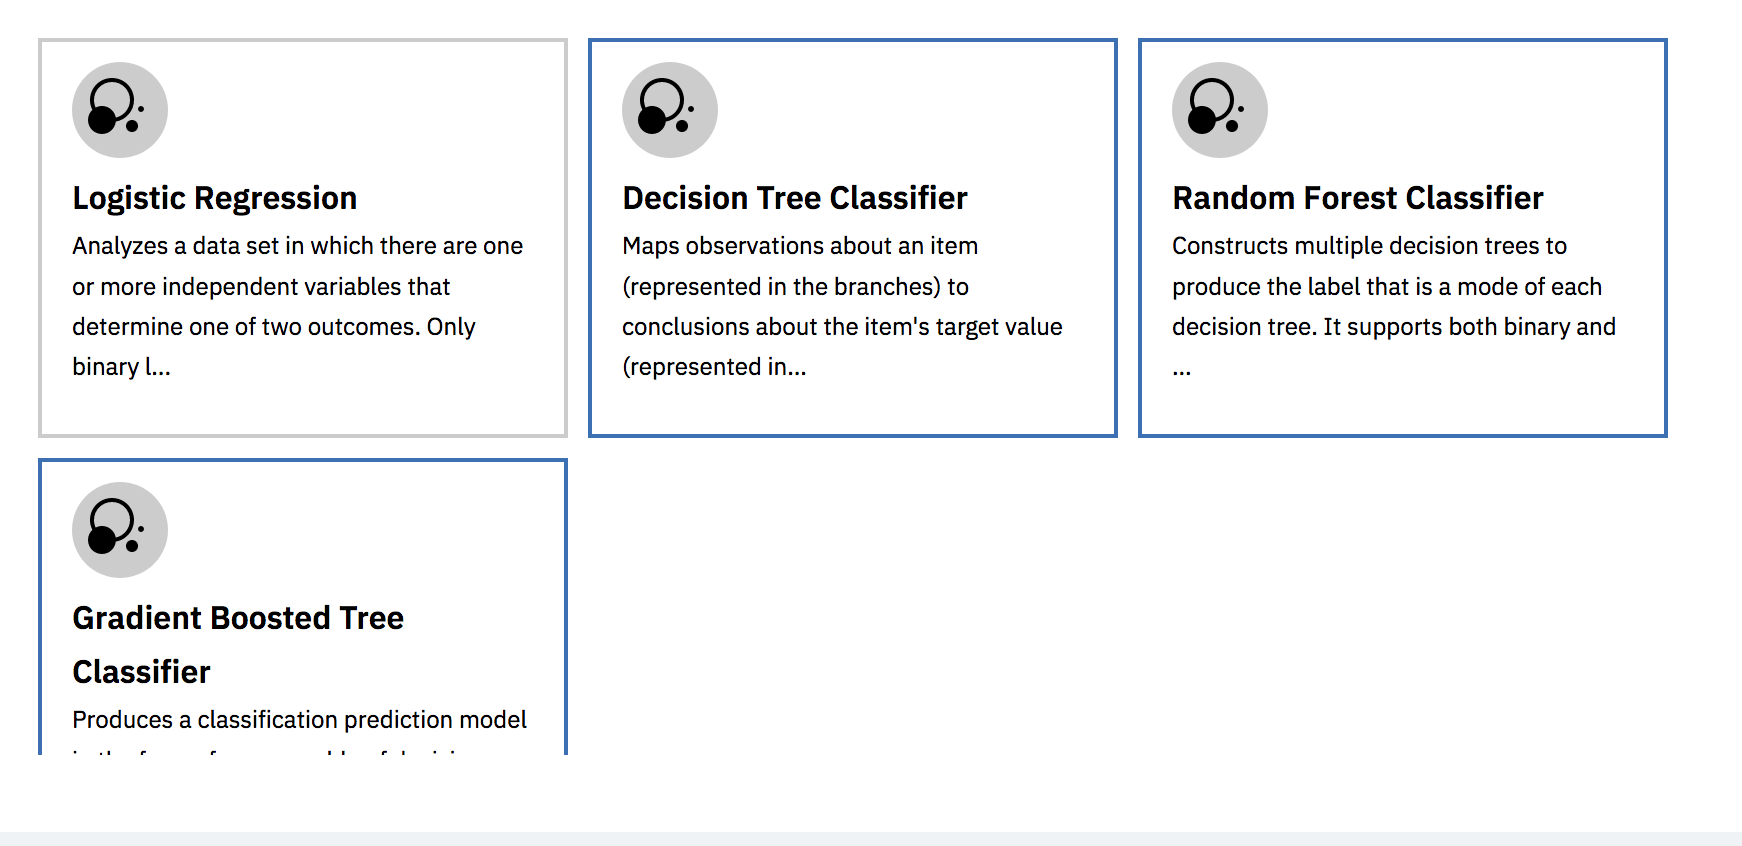 Logistic Regression
Analyzes a data set in which there are one
or more independent variables that
determine one of two outcomes. Only
binary l...
Decision Tree Classifier
Maps observations about an item
(represented in the branches) to
conclusions about the item's target value
(represented in...
Random Forest Classifier
Constructs multiple decision trees to
produce the label that is a mode of each
decision tree. It supports both binary and
...
Gradient Boosted Tree
Classifier
Produces a classification prediction model